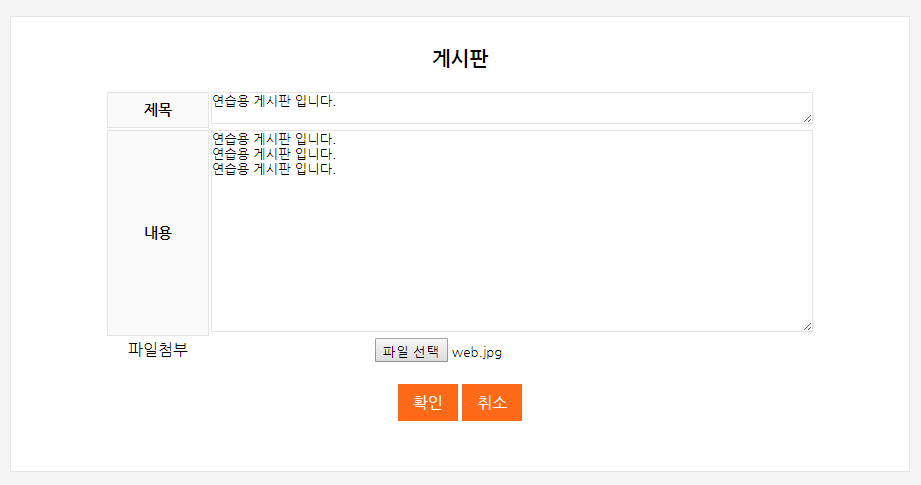 게시판
제목
연습용 게시판 입니다.
내용
연습용 게시판 입니다.
연습용 게시판 입니다.
연습용 게시판 입니다.
파일첨부
파일 선택 web.jpg
확인 취소